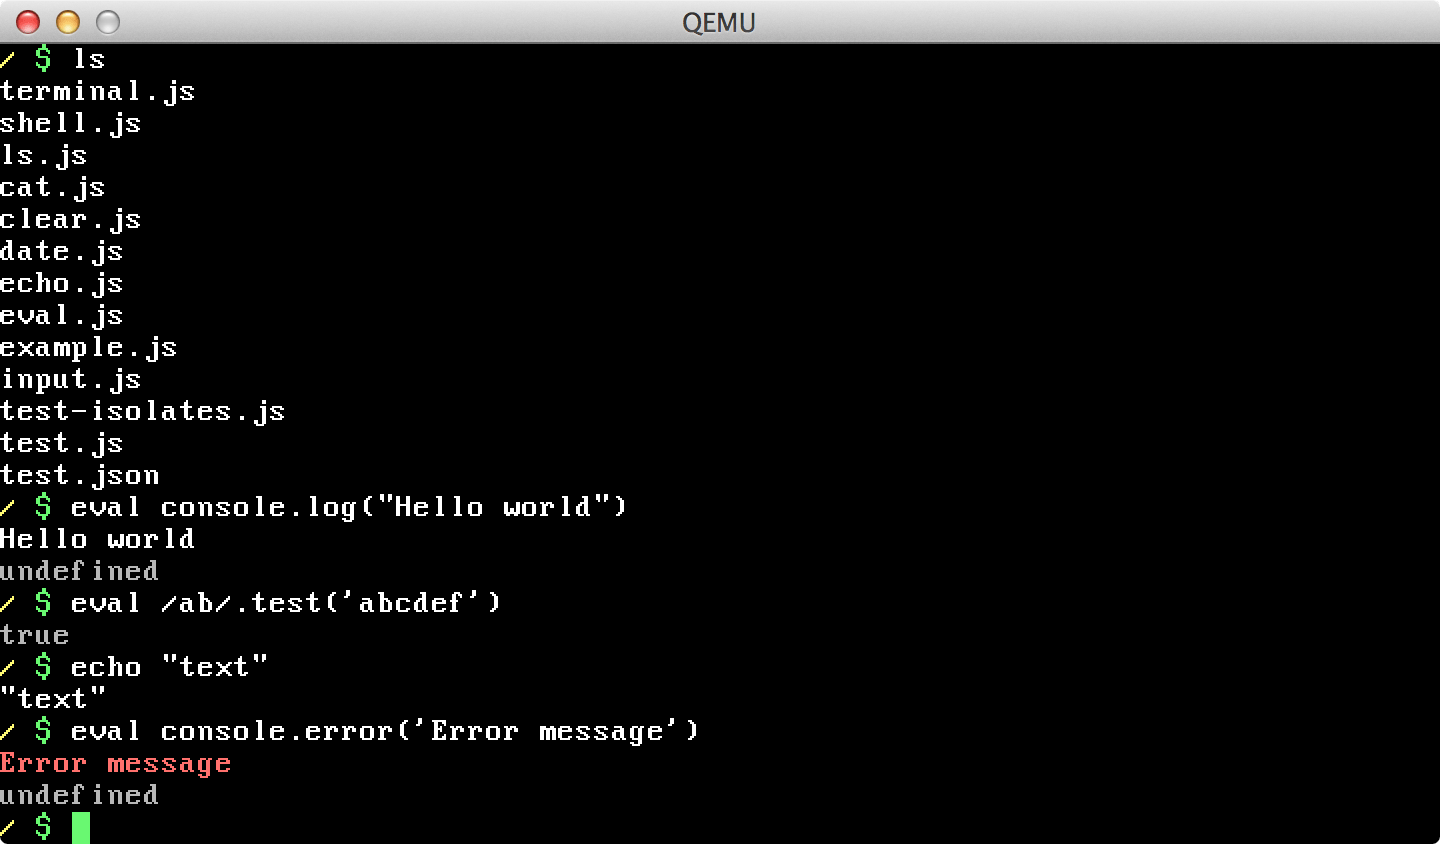 QEMU
/ $ ls
terminal.js
shell.js
ls.js
cat.js
clear.js
date.js
echo.js
eval.js
example.js
input.js
test-isolates.js
test.js
test.json
/ $ eval console.log("Hello world")
Hello world
undefined
/ $ eval /ab/.test('abcdef')
true
/ $ echo "text"
"text"
/ $ eval console.error('Error message')
Error message
undefined
/ $